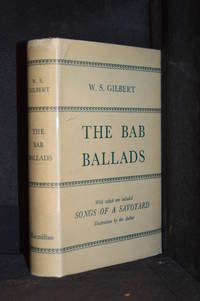 W. S.
GILBERT
THE
BAB
BALLADS
Macmillan
W. S. GILBERT
THE BAB
BALLADS
With which are included
SONGS OF A SAVOYARD
Illustrations by the Author